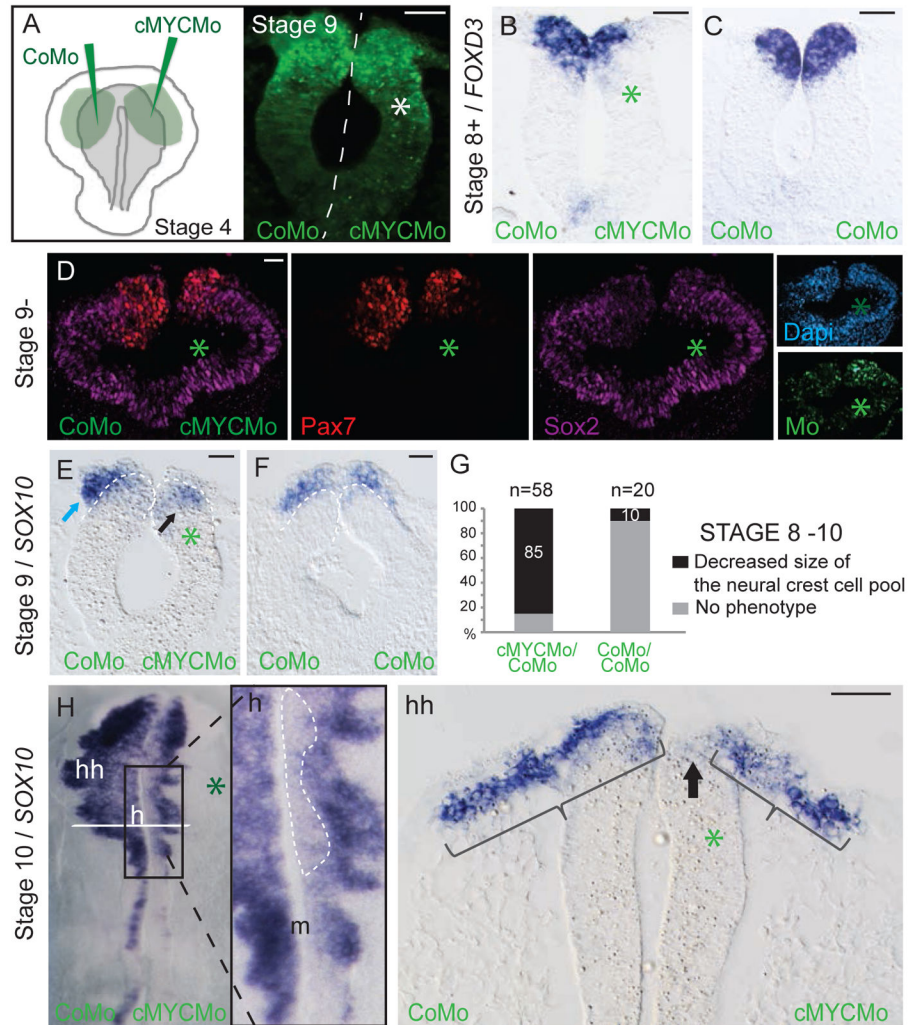 A
CoMo
cMYCMo
Stage 4
Stage 9
*
CoMo cMYCMo
Stage 8+ / FOXD3
B
*
CoMo cMYCMo
C
CoMo CoMo
Stage 9-
D
*
CoMo cMYCMo
*
Pax7
*
Sox2
*
Dapi
*
Mo
Stage 9 / SOX10
E
*
CoMo cMYCMo
F
CoMo CoMo
G
n=58 n=20
100
80
60
40
20
%
85
10
cMYCMo/
CoMo
CoMo/
CoMo
STAGE 8 -10
Decreased size of
the neural crest cell pool
No phenotype
Stage 10 / SOX10
H
hh
h
*
CoMo cMYCMo
h
m
hh
*
CoMo cMYCMo